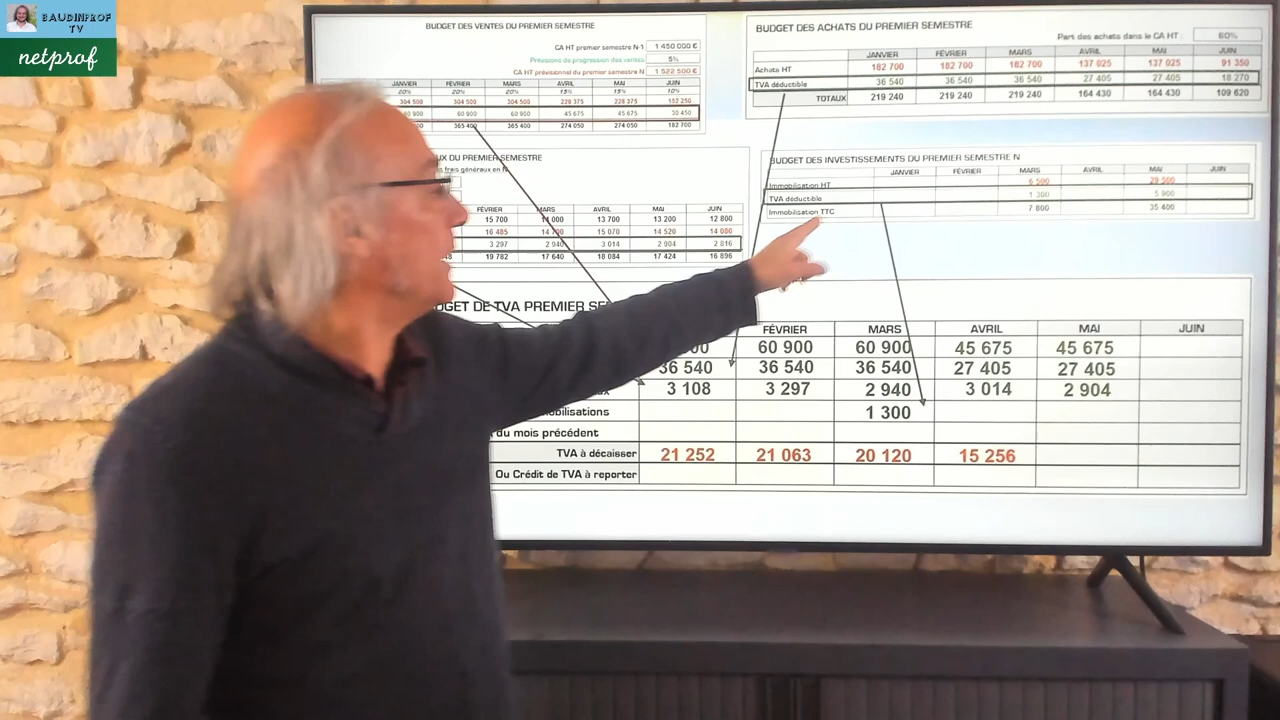 BAUDINPROF
TV
netprof
BUDGET DES VENTES DU PREMIER SEMESTRE
CA HT premier semestre N-1 1 450 000 €
Prévisions de progression des ventes 5%
CA HT prévisionnel du premier semestre N 1 522 500 €
JANVIER FÉVRIER MARS AVRIL MAI JUIN
20% 20% 20% 15% 15% 10%
304 500 304 500 304 500 228 375 228 375 152 250
60 900 60 900 60 900 45 675 45 675 30 450
365 400 365 400 274 050 274 050 182 700
BUDGET DES ACHATS DU PREMIER SEMESTRE
Part des achats dans le CA HT : 60%
JANVIER FÉVRIER MARS AVRIL MAI JUIN
Achats HT 182 700 182 700 182 700 137 025 137 025 91 350
TVA déductible 36 540 36 540 36 540 27 405 27 405 18 270
TOTAUX 219 240 219 240 219 240 164 430 164 430 109 620
UX DU PREMIER SEMESTRE
frais généraux en
FÉVRIER MARS AVRIL MAI JUIN
15 700 14 000 13 700 13 200 12 800
16 485 14 700 15 070 14 520 14 080
3 297 2 940 3 014 2 904 2 816
19 782 17 640 18 084 17 424 16 896
BUDGET DES INVESTISSEMENTS DU PREMIER SEMESTRE N
JANVIER FÉVRIER MARS AVRIL MAI JUIN
Immobilisation HT 6 500 29 500
TVA déductible 1 300 5 900
Immobilisation TTC 7 800 35 400
DGET DE TVA PREMIER SE
FÉVRIER MARS AVRIL MAI JUIN
00 60 900 60 900 45 675 45 675
36 540 36 540 36 540 27 405 27 405
ux 3 108 3 297 2 940 3 014 2 904
obilisations 1 300
du mois précédent
TVA à décaisser 21 252 21 063 20 120 15 256
Ou Crédit de TVA à reporter